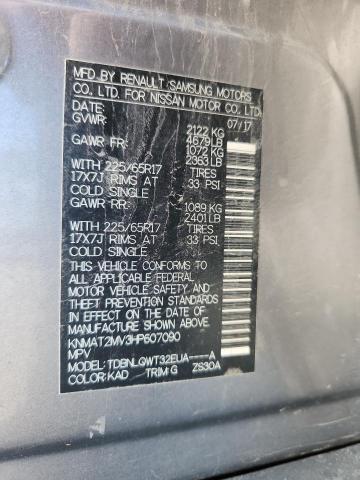 MFD BY RENAULT/SAMSUNG MOTORS
CO., LTD. FOR NISSAN MOTOR CO., LTD.
DATE: 07/17
GVWR: 2122 KG
4679 LB
GAWR FR: 1072 KG
2363 LB
WITH 225/65R17 TIRES
17X7J RIMS AT 33 PSI
COLD SINGLE
GAWR RR: 1089 KG
2401 LB
WITH 225/65R17 TIRES
17X7J RIMS AT 33 PSI
COLD SINGLE
THIS VEHICLE CONFORMS TO
ALL APPLICABLE FEDERAL
MOTOR VEHICLE SAFETY AND
THEFT PREVENTION STANDARDS
IN EFFECT ON THE DATE OF
MANUFACTURE SHOWN ABOVE.
KNMAT2MV3HP607090
MPV
MODEL: TDBNLQWT32EUA----A
COLOR: KAD TRIM: G ZS30A